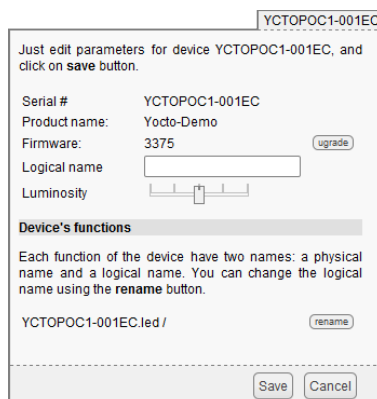 YCTOPOC1-001EC
Just edit parameters for device YCTOPOC1-001EC, and
click on save button.
Serial # YCTOPOC1-001EC
Product name: Yocto-Demo
Firmware: 3375 ugrade
Logical name
Luminosity
Device's functions
Each function of the device have two names: a physical
name and a logical name. You can change the logical
name using the rename button.
YCTOPOC1-001EC.led / rename
Save Cancel